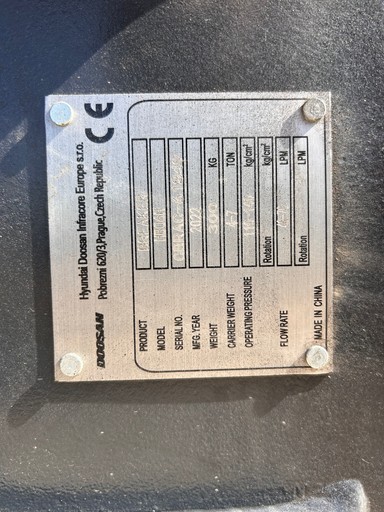 DOOSAN
Hyundai Doosan Infracore Europe s.r.o.
Pobrezni 620/3,Prague,Czech Republic
CE
PRODUCT
MODEL
SERIAL NO.
MFG. YEAR
WEIGHT KG
CARRIER WEIGHT TON
OPERATING PRESSURE kg/cm²
Rotation kg/cm²
FLOW RATE LPM
Rotation LPM
MADE IN CHINA